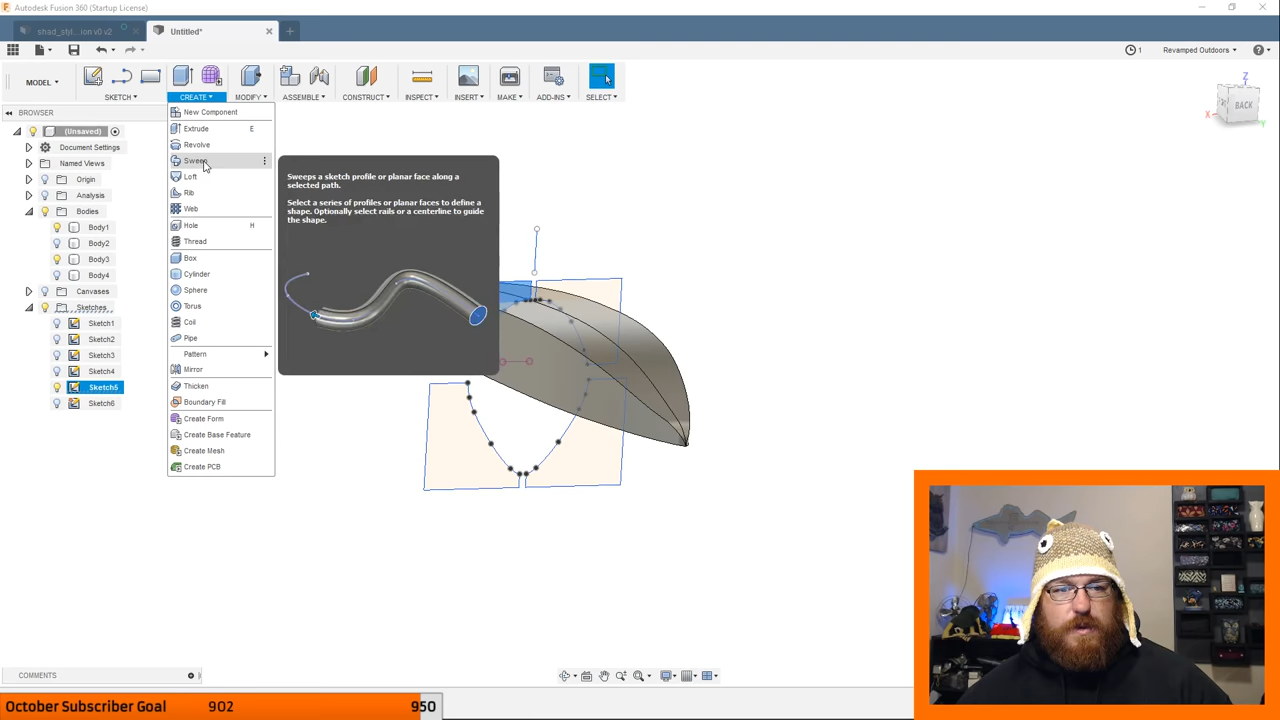 Autodesk Fusion 360 (Startup License)
shad_styl...ion v0 v2
Untitled*
1
Revamped Outdoors
MODEL
SKETCH
CREATE
MODIFY
ASSEMBLE
CONSTRUCT
INSPECT
INSERT
MAKE
ADD-INS
SELECT
BROWSER
(Unsaved)
Document Settings
Named Views
Origin
Analysis
Bodies
Body1
Body2
Body3
Body4
Canvases
Sketches
Sketch1
Sketch2
Sketch3
Sketch4
Sketch5
Sketch6
New Component
Extrude E
Revolve
Sweep
Loft
Rib
Web
Hole H
Thread
Box
Cylinder
Sphere
Torus
Coil
Pipe
Pattern
Mirror
Thicken
Boundary Fill
Create Form
Create Base Feature
Create Mesh
Create PCB
Sweeps a sketch profile or planar face along a
selected path.
Select a series of profiles or planar faces to define a
shape. Optionally select rails or a centerline to guide
the shape.
Z
BACK
X
Y
COMMENTS
October Subscriber Goal 902 950